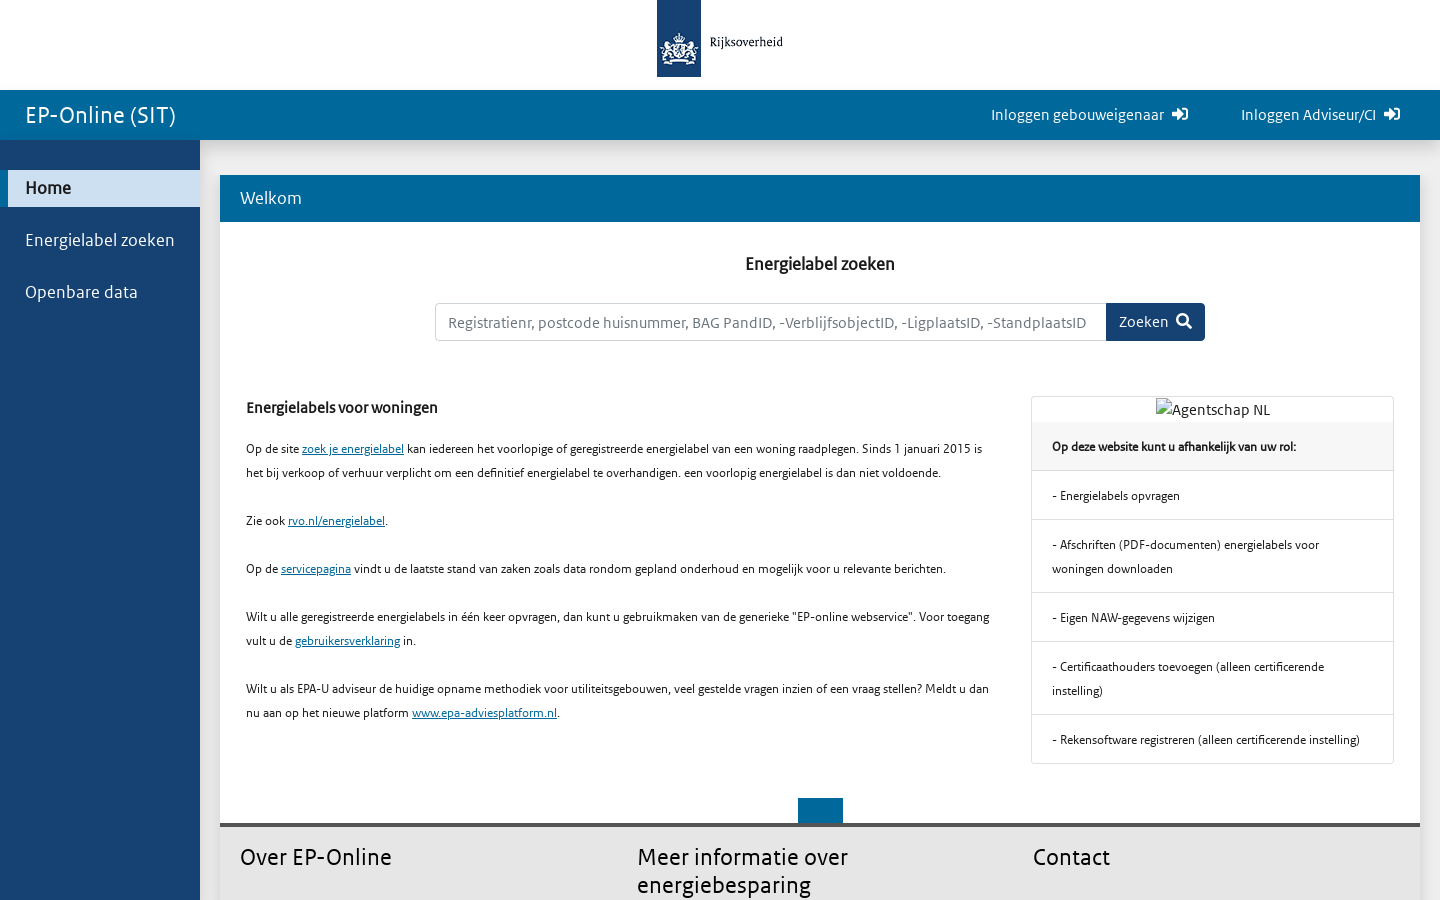 Rijksoverheid
EP-Online (SIT)
Inloggen gebouweigenaar
Inloggen Adviseur/CI
Home
Energielabel zoeken
Openbare data
Welkom
Energielabel zoeken
Registratienr, postcode huisnummer, BAG PandID, -VerblijfsobjectID, -LigplaatsID, -StandplaatsID
Zoeken
Energielabels voor woningen
Op de site zoek je energielabel kan iedereen het voorlopige of geregistreerde energielabel van een woning raadplegen. Sinds 1 januari 2015 is
het bij verkoop of verhuur verplicht om een definitief energielabel te overhandigen. een voorlopig energielabel is dan niet voldoende.
Zie ook rvo.nl/energielabel.
Op de servicepagina vindt u de laatste stand van zaken zoals data rondom gepland onderhoud en mogelijk voor u relevante berichten.
Wilt u alle geregistreerde energielabels in één keer opvragen, dan kunt u gebruikmaken van de generieke "EP-online webservice". Voor toegang
vult u de gebruikersverklaring in.
Wilt u als EPA-U adviseur de huidige opname methodiek voor utiliteitsgebouwen, veel gestelde vragen inzien of een vraag stellen? Meldt u dan
nu aan op het nieuwe platform www.epa-adviesplatform.nl.
Agentschap NL
Op deze website kunt u afhankelijk van uw rol:
- Energielabels opvragen
- Afschriften (PDF-documenten) energielabels voor
woningen downloaden
- Eigen NAW-gegevens wijzigen
- Certificaathouders toevoegen (alleen certificerende
instelling)
- Rekensoftware registreren (alleen certificerende instelling)
Over EP-Online
Meer informatie over
energiebesparing
Contact